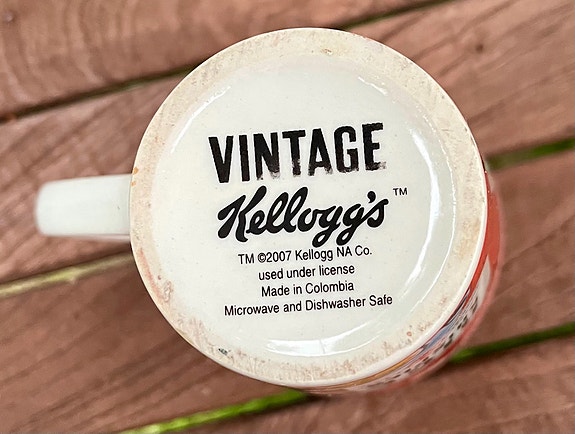 VINTAGE
Kellogg's™
TM ©2007 Kellogg NA Co.
used under license
Made in Colombia
Microwave and Dishwasher Safe